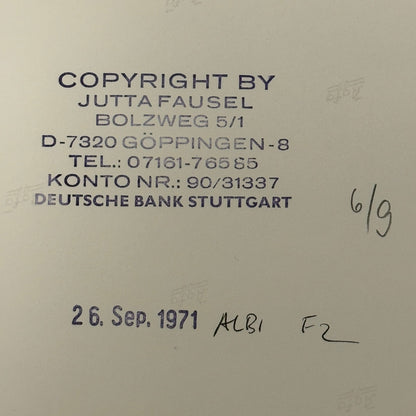 COPYRIGHT BY
JUTTA FAUSEL
BOLZWEG 5/1
D-7320 GÖPPINGEN-8
TEL.: 07161-76585
KONTO NR.: 90/31337
DEUTSCHE BANK STUTTGART
6/9
26. Sep. 1971 ALBI F2